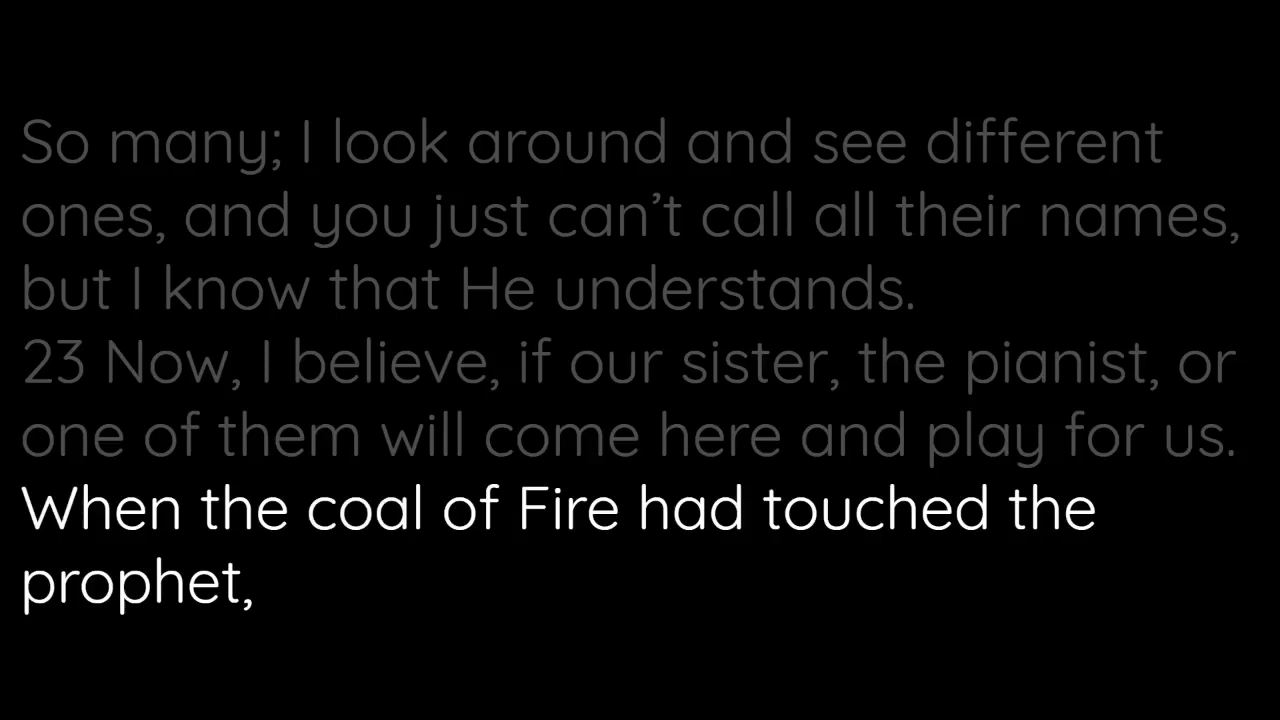 So many; I look around and see different
ones, and you just can’t call all their names,
but I know that He understands.
23 Now, I believe, if our sister, the pianist, or
one of them will come here and play for us.
When the coal of Fire had touched the
prophet,